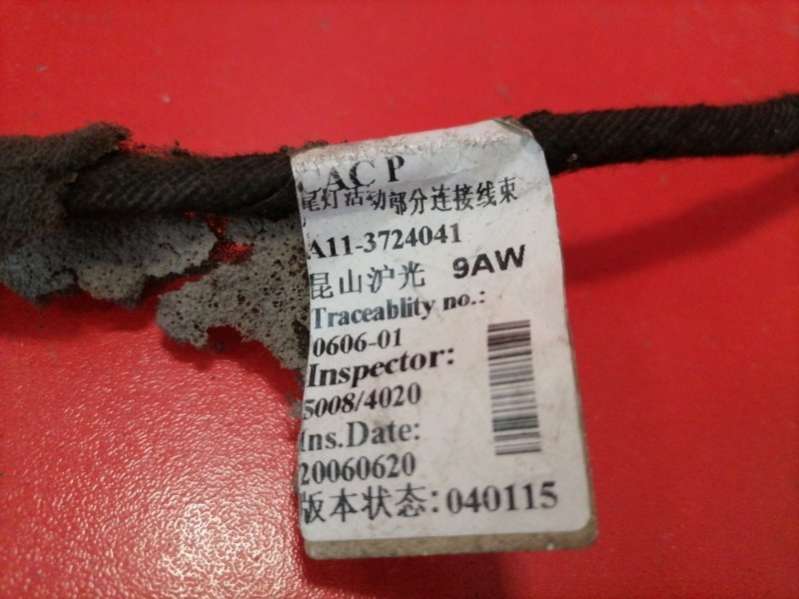 CAC P
尾灯活动部分连接线束
A11-3724041
昆山沪光 9AW
Traceablity no.:
0606-01
Inspector:
5008/4020
Ins.Date:
20060620
版本状态:040115